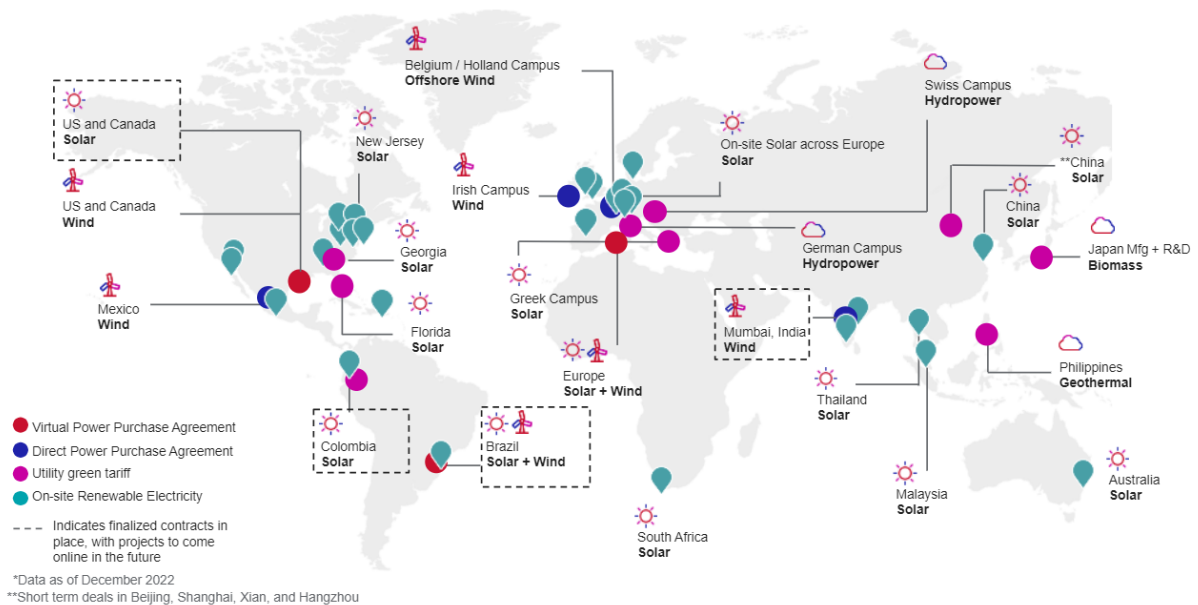 Belgium / Holland Campus
Offshore Wind
Swiss Campus
Hydropower
US and Canada
Solar
New Jersey
Solar
On-site Solar across Europe
Solar
**China
Solar
Irish Campus
Wind
US and Canada
Wind
China
Solar
Georgia
Solar
German Campus
Hydropower
Japan Mfg + R&D
Biomass
Mexico
Wind
Greek Campus
Solar
Florida
Solar
Mumbai, India
Wind
Europe
Solar + Wind
Philippines
Geothermal
Thailand
Solar
Colombia
Solar
Brazil
Solar + Wind
Malaysia
Solar
Australia
Solar
South Africa
Solar
Virtual Power Purchase Agreement
Direct Power Purchase Agreement
Utility green tariff
On-site Renewable Electricity
Indicates finalized contracts in
place, with projects to come
online in the future
*Data as of December 2022
**Short term deals in Beijing, Shanghai, Xian, and Hangzhou